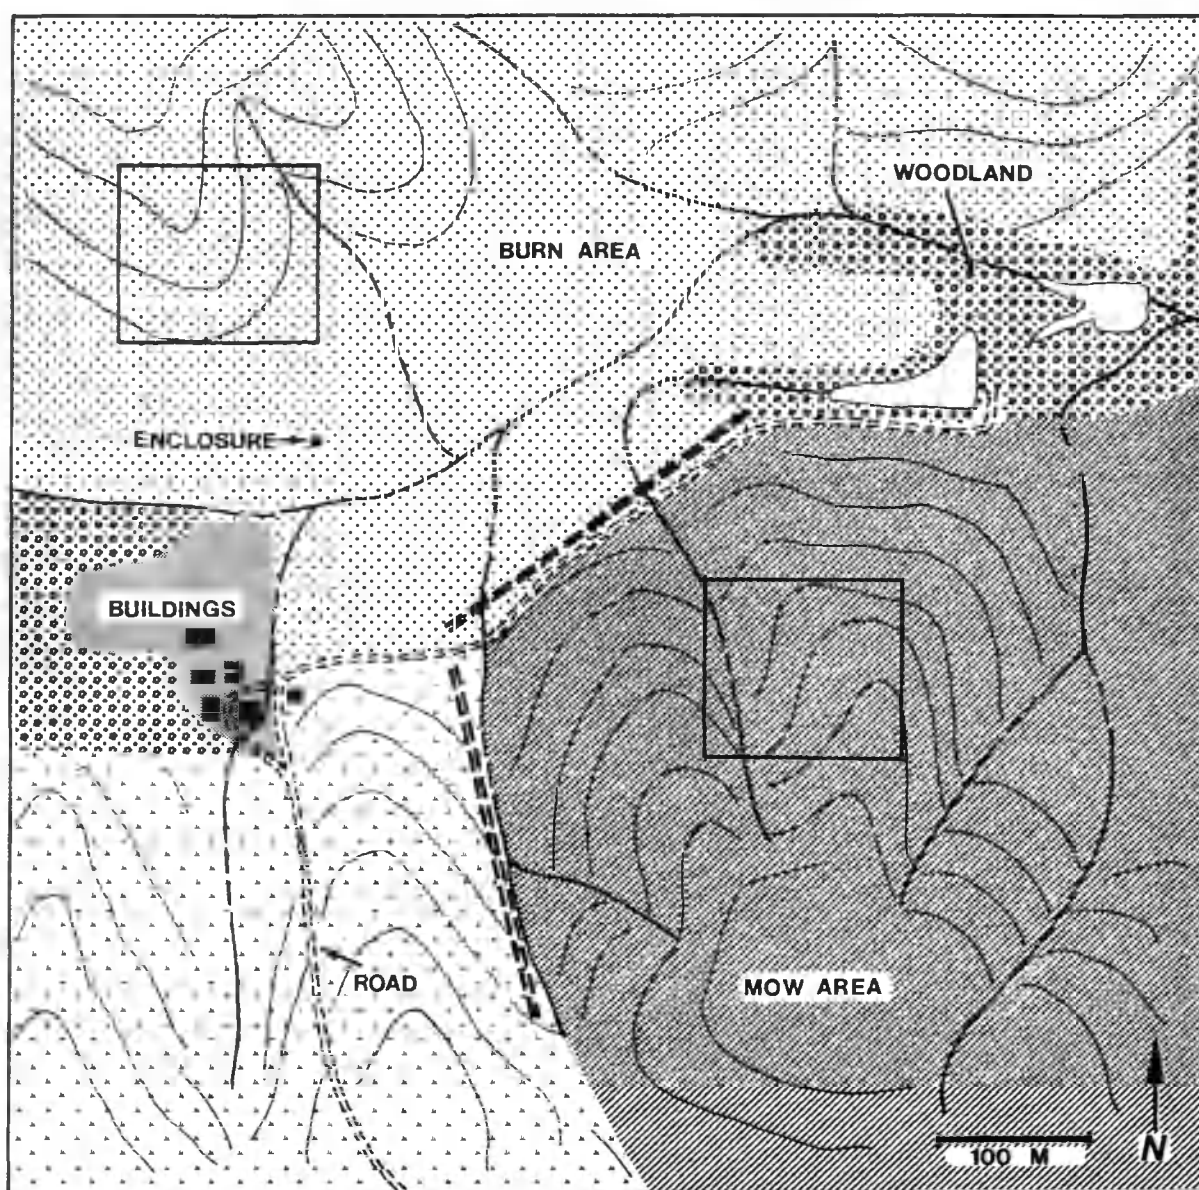 WOODLAND
BURN AREA
ENCLOSURE
BUILDINGS
ROAD
MOW AREA
100 M
N